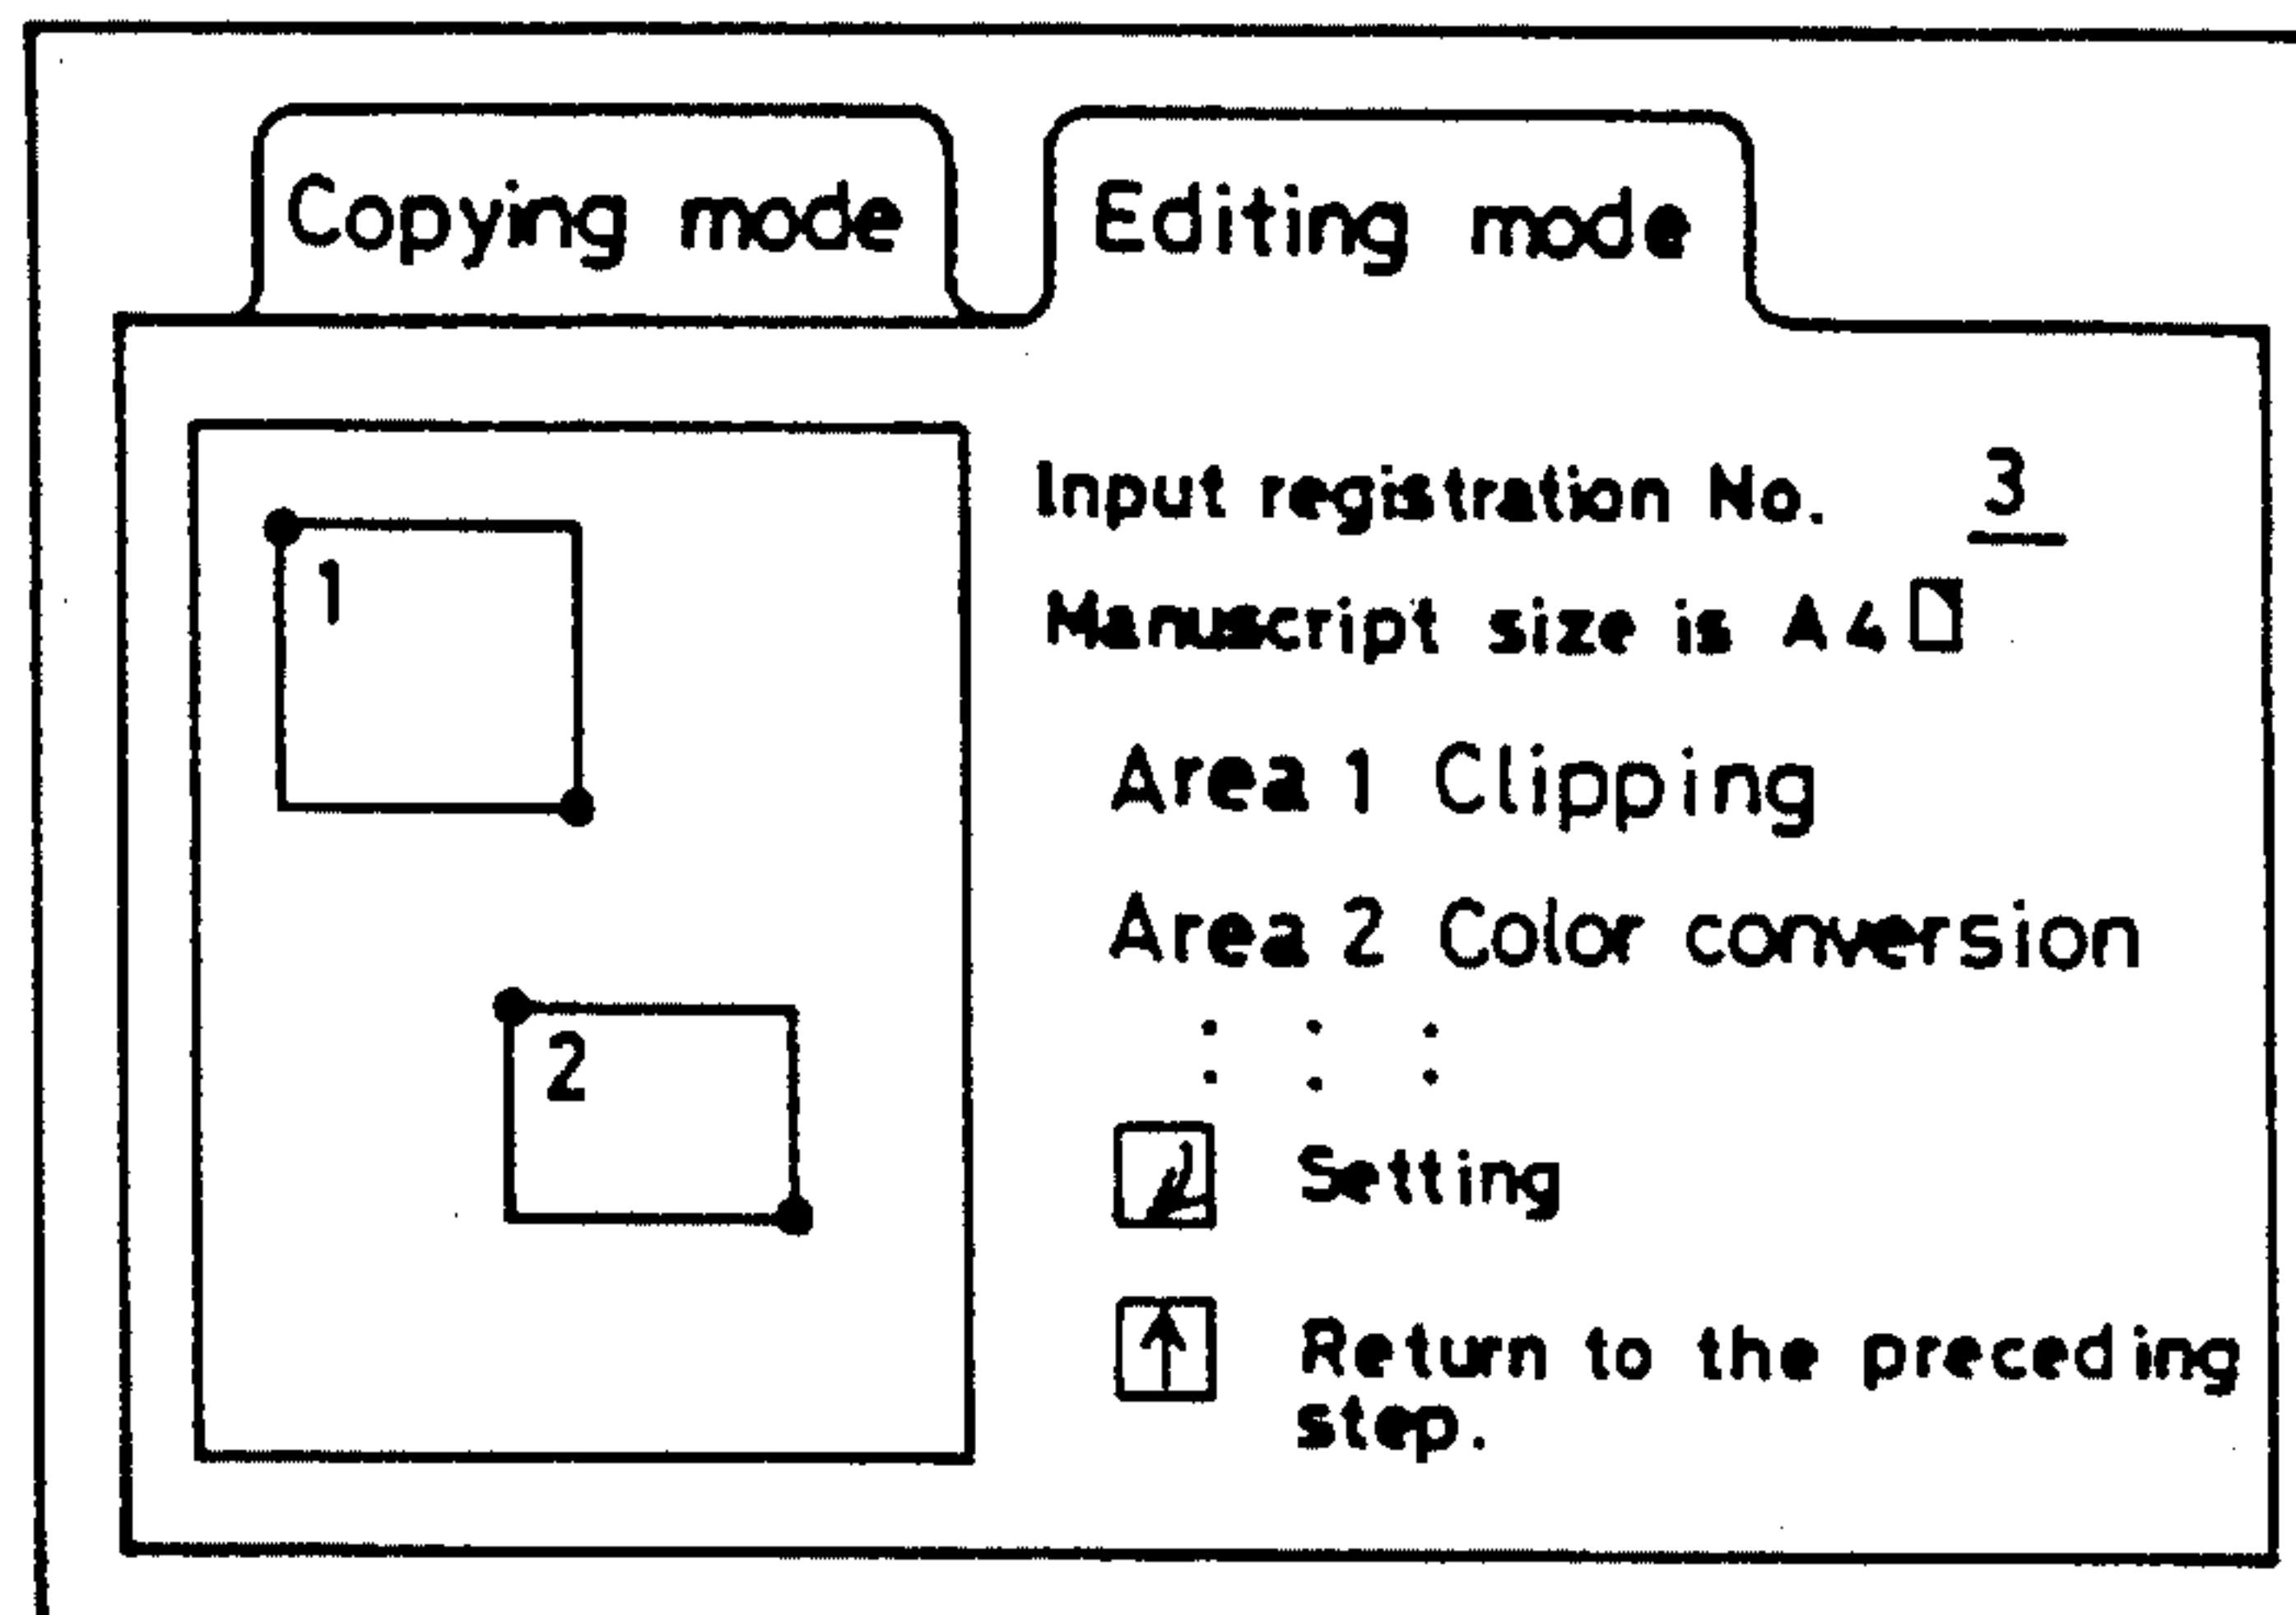 Copying mode Editing mode
1
2
Input registration No. 3
Manuscript size is A4
Area 1 Clipping
Area 2 Color conversion
: : :
Setting
Return to the preceding
step.